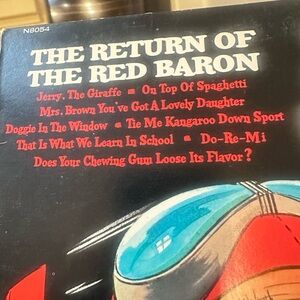 N8054
THE RETURN OF
THE RED BARON
Jerry, The Giraffe = On Top Of Spaghetti
Mrs. Brown You've Got A Lovely Daughter
Doggie In The Window = Tie Me Kangaroo Down Sport
That Is What We Learn In School = Do-Re-Mi
Does Your Chewing Gum Loose Its Flavor?